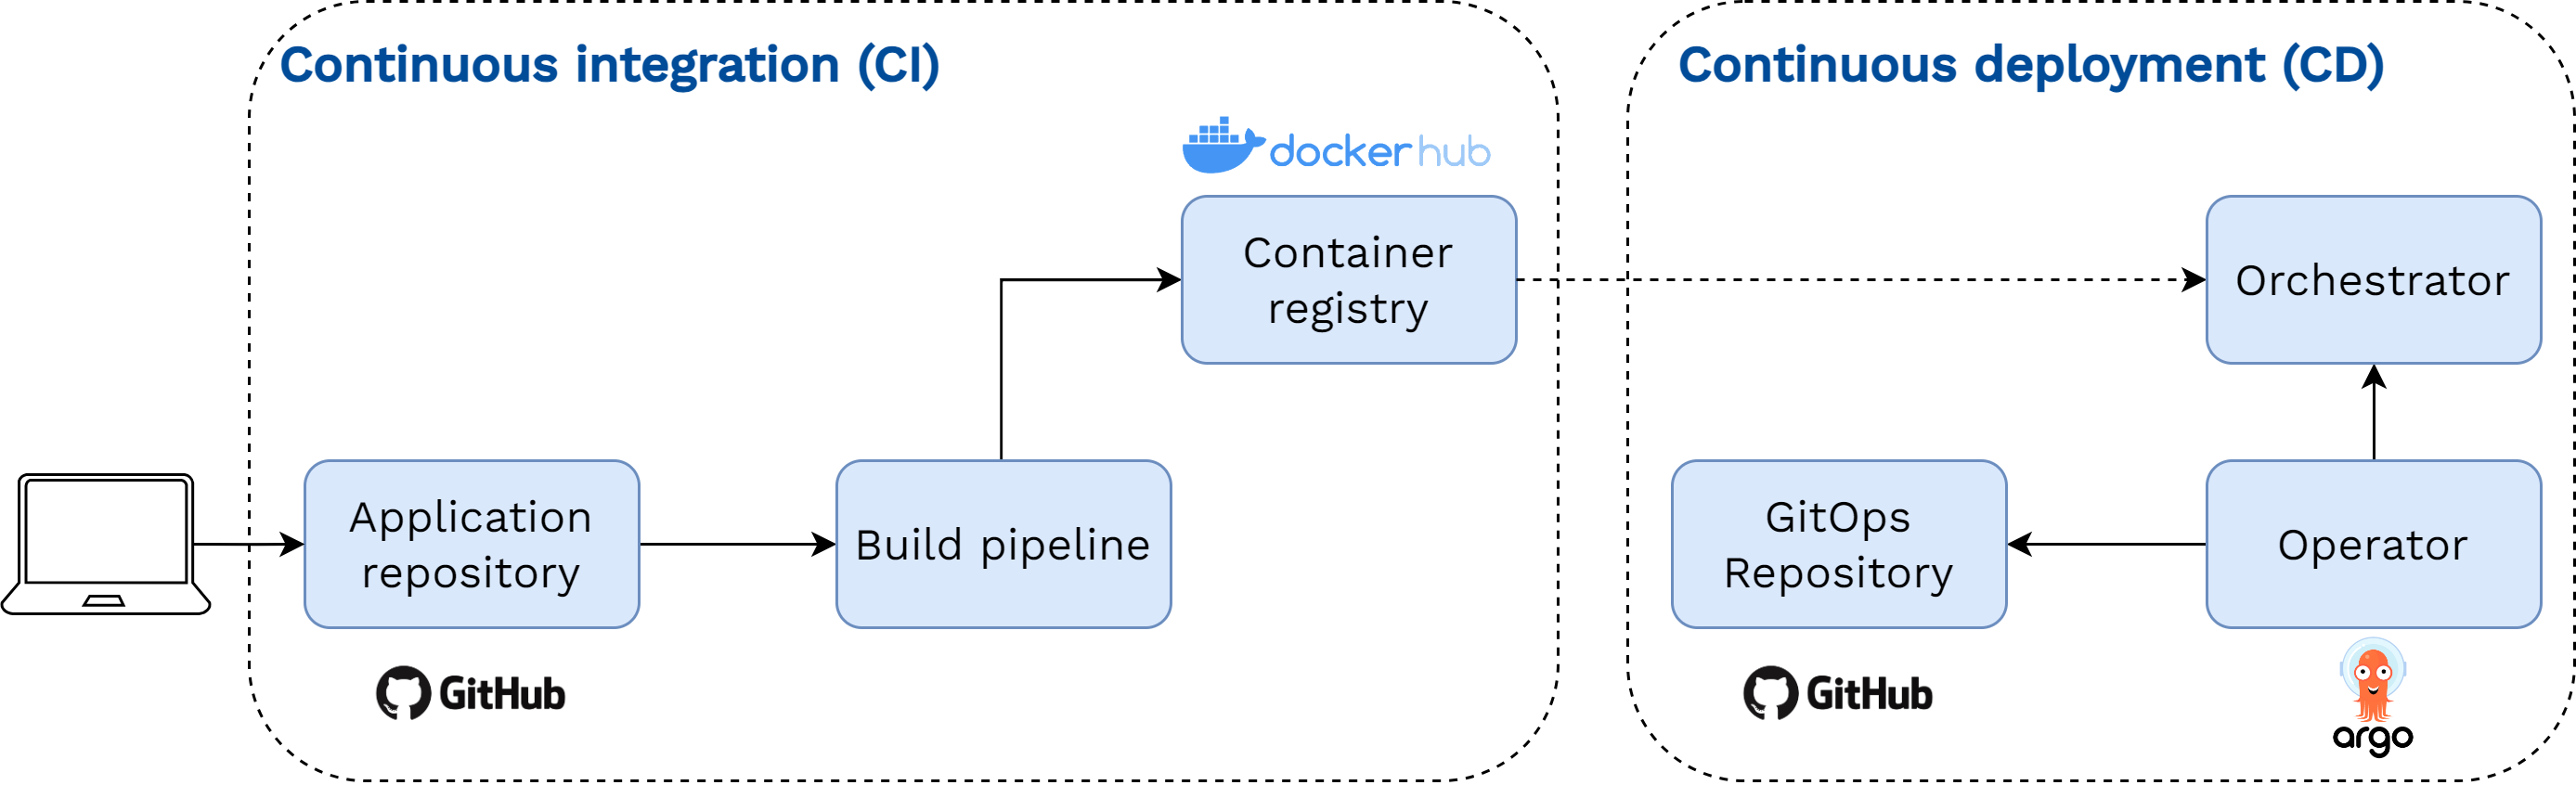 Continuous integration (CI)
docker hub
Container
registry
Application
repository
Build pipeline
GitHub
Continuous deployment (CD)
Orchestrator
GitOps
Repository
Operator
GitHub
argo